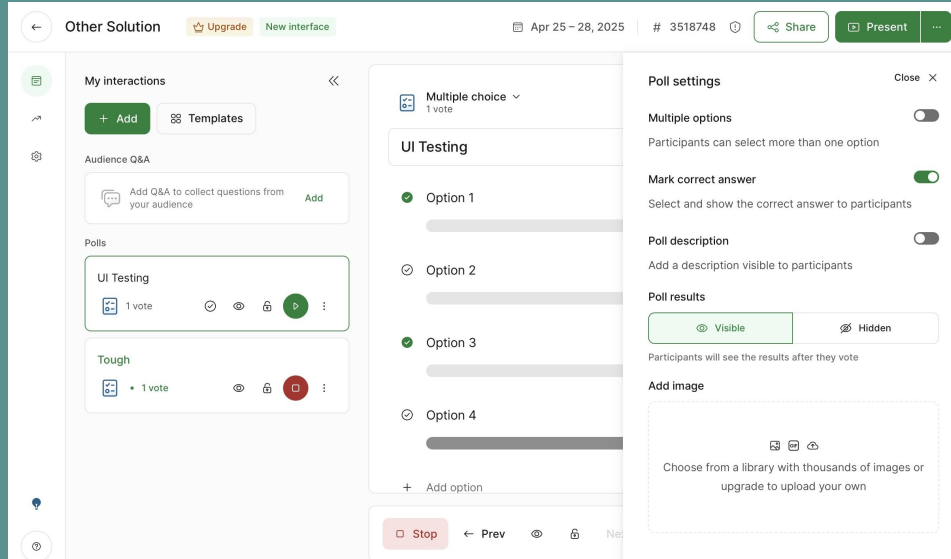 Other Solution
Upgrade
New interface
Apr 25 – 28, 2025
# 3518748
Share
Present
My interactions
+ Add
Templates
Audience Q&A
Add Q&A to collect questions from
your audience
Add
Polls
UI Testing
1 vote
Tough
• 1 vote
Multiple choice
1 vote
UI Testing
Option 1
Option 2
Option 3
Option 4
+ Add option
Stop
← Prev
Ne
Poll settings
Close
Multiple options
Participants can select more than one option
Mark correct answer
Select and show the correct answer to participants
Poll description
Add a description visible to participants
Poll results
Visible
Hidden
Participants will see the results after they vote
Add image
GIF
Choose from a library with thousands of images or
upgrade to upload your own